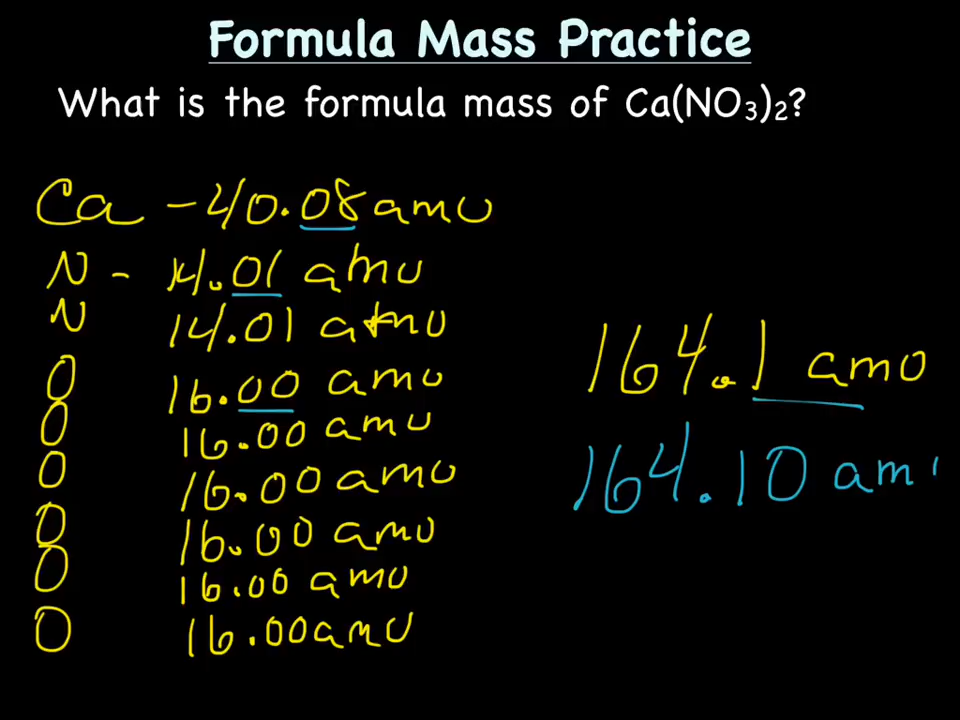 Formula Mass Practice
What is the formula mass of Ca(NO₃)₂?
Ca - 40.08 amu
N - 14.01 amu
N 14.01 amu
O 16.00 amu
O 16.00 amu
O 16.00 amu
O 16.00 amu
O 16.00 amu
O 16.00 amu
164.1 amu
164.10 am